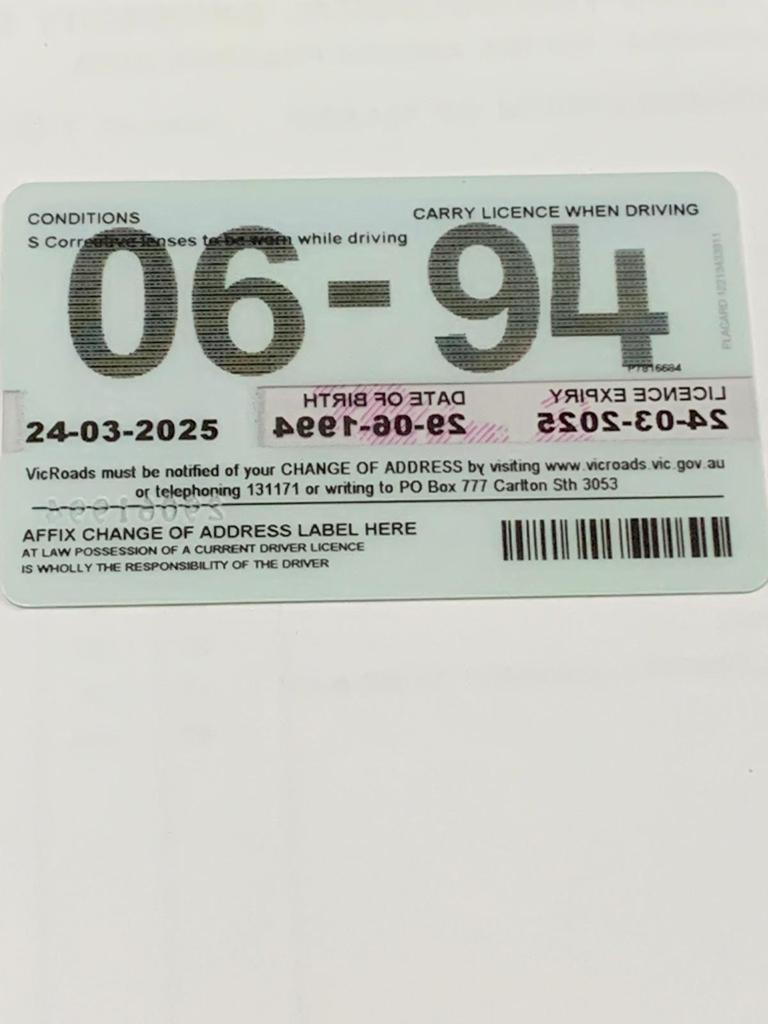 CONDITIONS
CARRY LICENCE WHEN DRIVING
S Corrective lenses to be worn while driving
06-94
P7816684
LICENCE EXPIRY
DATE OF BIRTH
24-03-2025
29-06-1994
24-03-2025
VicRoads must be notified of your CHANGE OF ADDRESS by visiting www.vicroads.vic.gov.au
or telephoning 131171 or writing to PO Box 777 Carlton Sth 3053
29061994
AFFIX CHANGE OF ADDRESS LABEL HERE
AT LAW POSSESSION OF A CURRENT DRIVER LICENCE
IS WHOLLY THE RESPONSIBILITY OF THE DRIVER